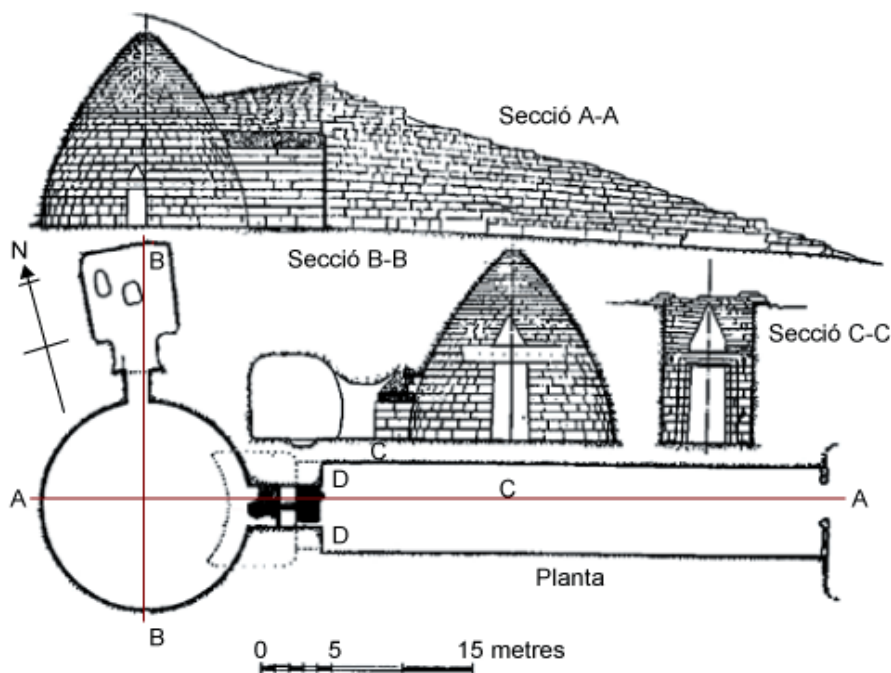 Secció A-A
N
B
Secció B-B
Secció C-C
C
D
A
C
A
D
Planta
B
0 5 15 metres